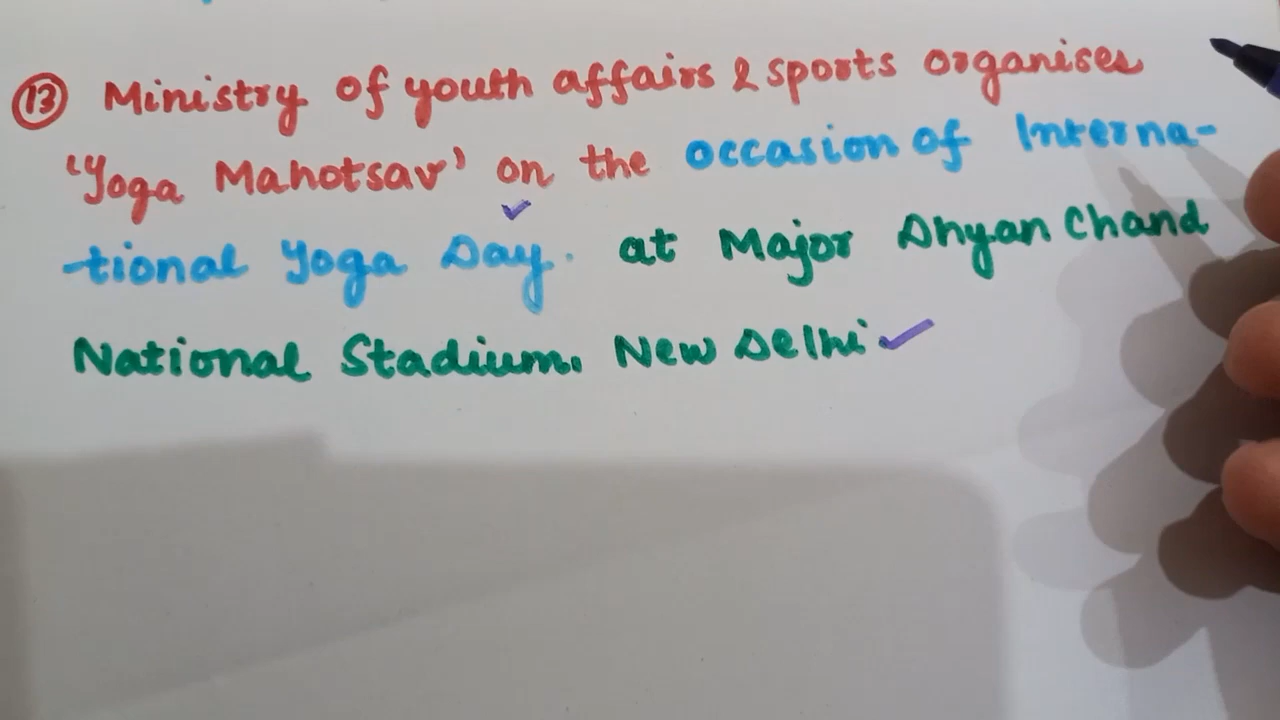 13 Ministry of youth affairs & sports organises
'Yoga Mahotsav' on the occasion of Interna-
-tional Yoga Day. at Major Dhyan Chand
National Stadium. New Delhi